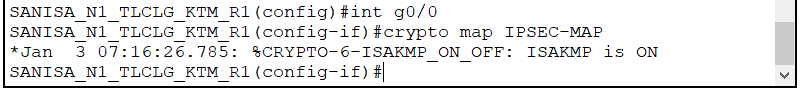 SANISA_N1_TLCLG_KTM_R1(config)#int g0/0
SANISA_N1_TLCLG_KTM_R1(config-if)#crypto map IPSEC-MAP
*Jan  3 07:16:26.785: %CRYPTO-6-ISAKMP_ON_OFF: ISAKMP is ON
SANISA_N1_TLCLG_KTM_R1(config-if)#